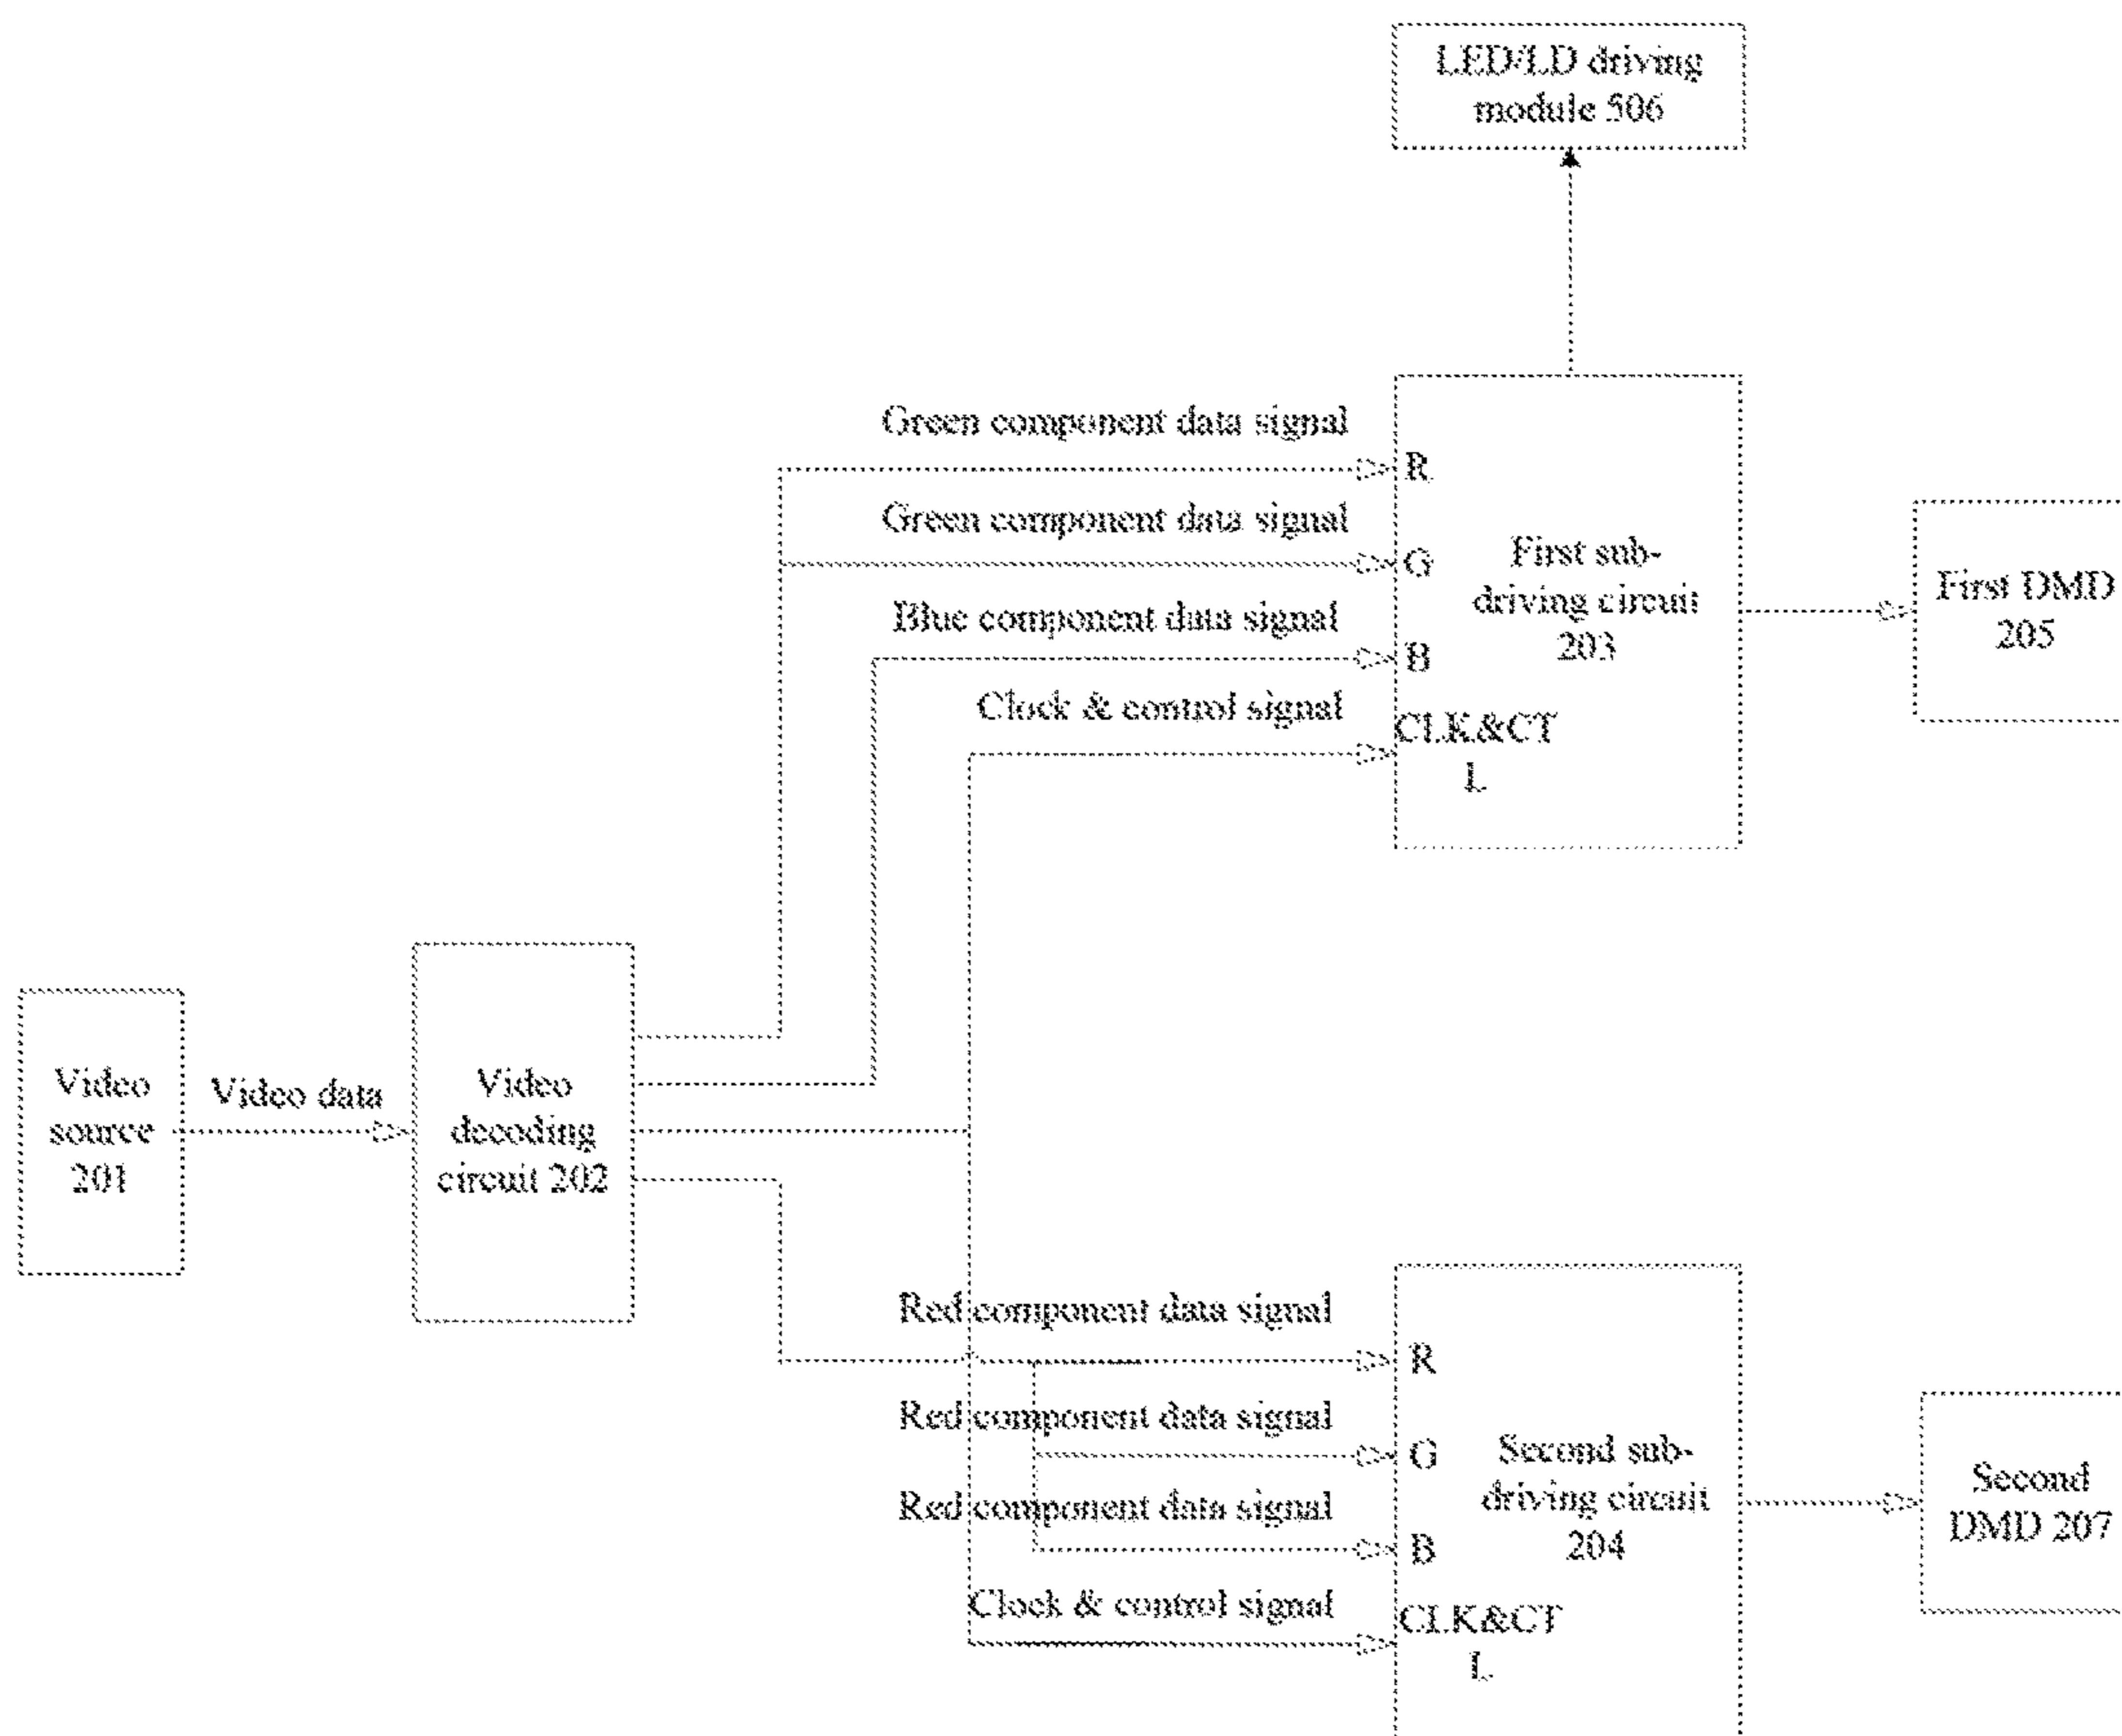 LED/LD driving
module 506
Green component data signal
R
Green component data signal
G
First sub-
driving circuit
203
First DMD
205
Blue component data signal
B
Clock & control signal
CLK&CT
L
Video
source
201
Video data
Video
decoding
circuit 202
Red component data signal
R
Red component data signal
G
Second sub-
driving circuit
204
Second
DMD 207
Red component data signal
B
Clock & control signal
CLK&CT
L